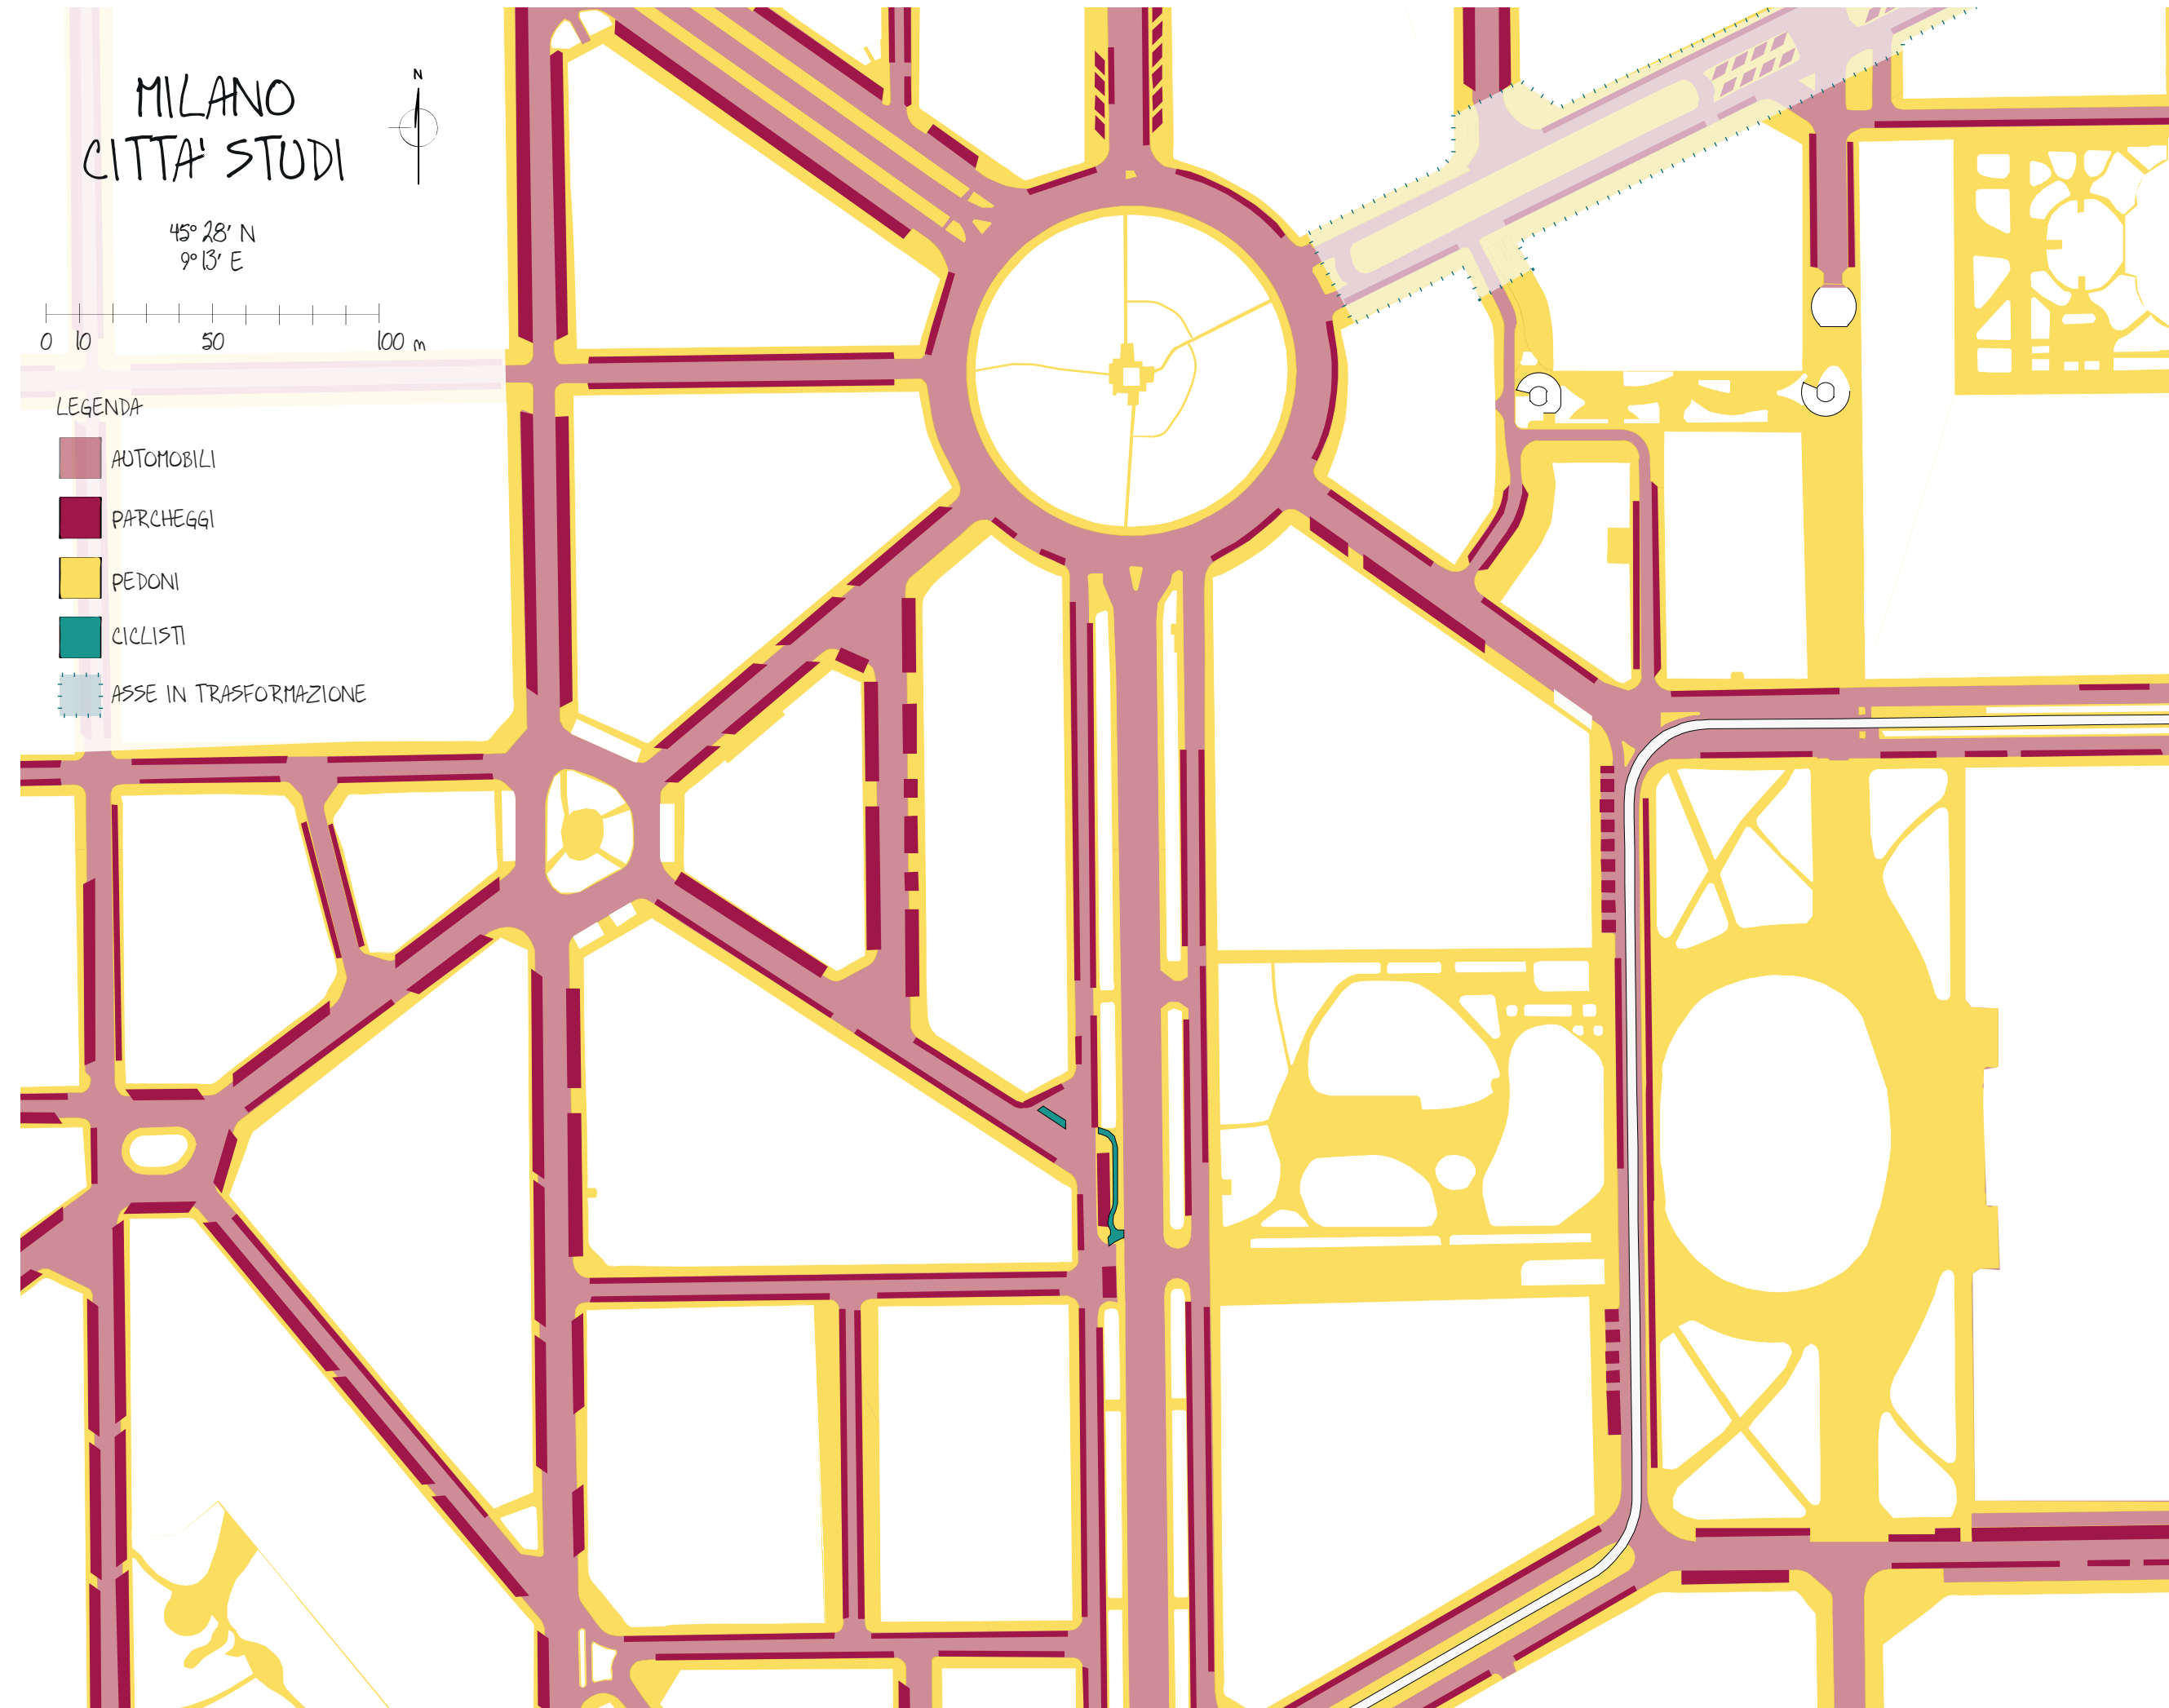 MILANO
CITTA' STUDI
N
45° 28' N
9° 13' E
0 10 50 100 m
LEGENDA
AUTOMOBILI
PARCHEGGI
PEDONI
CICLISTI
ASSE IN TRASFORMAZIONE